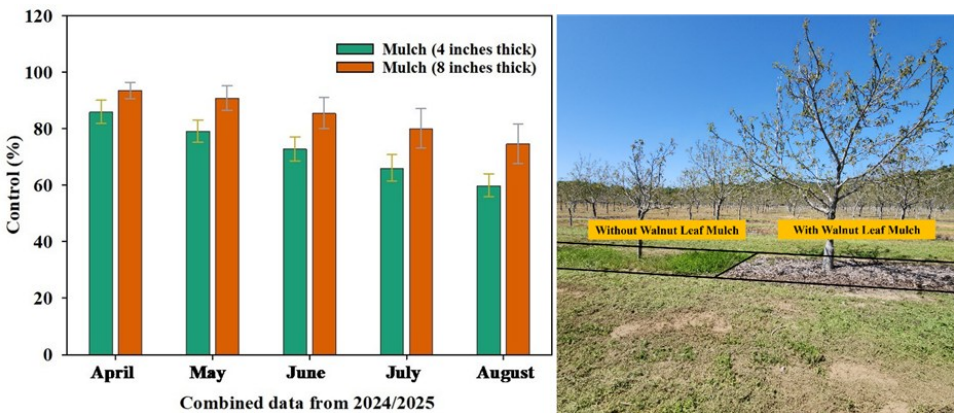 120
100
80
60
40
20
0
Control (%)
Mulch (4 inches thick)
Mulch (8 inches thick)
April May June July August
Combined data from 2024/2025
Without Walnut Leaf Mulch
With Walnut Leaf Mulch